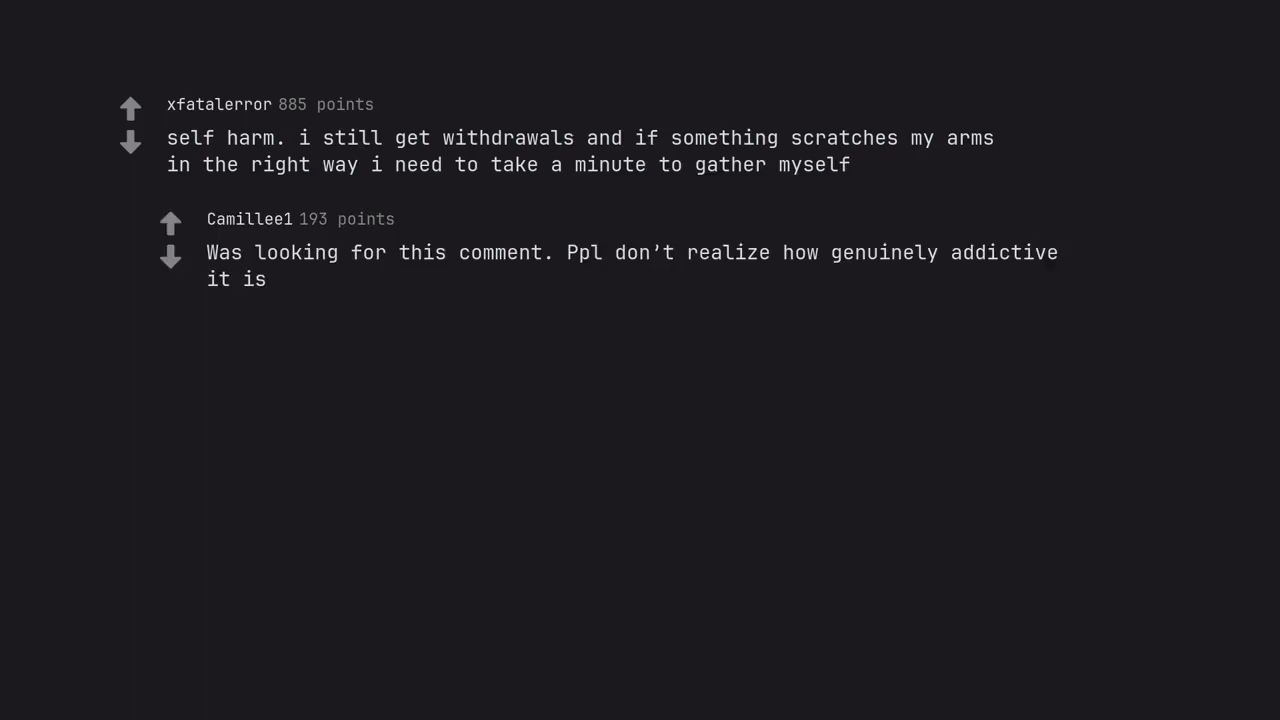 xfatalerror 885 points
self harm. i still get withdrawals and if something scratches my arms
in the right way i need to take a minute to gather myself
Camillee1 193 points
Was looking for this comment. Ppl don’t realize how genuinely addictive
it is